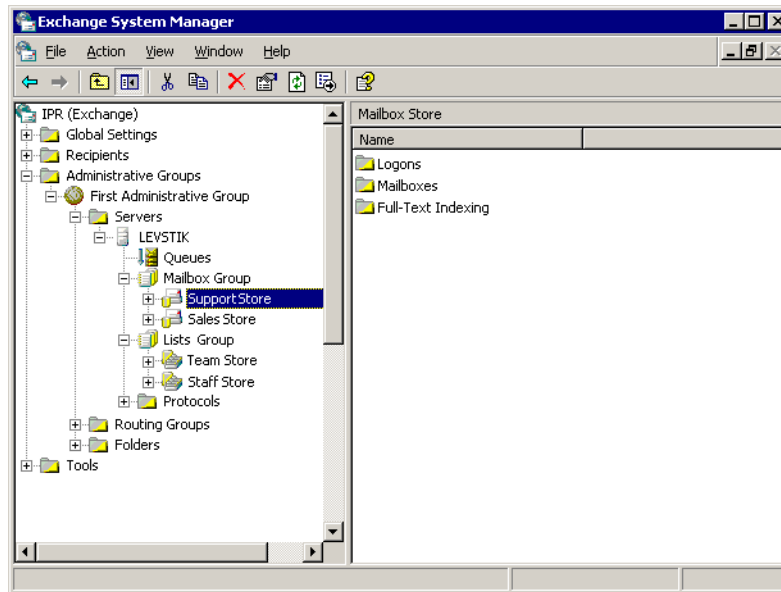 Exchange System Manager
File Action View Window Help
IPR (Exchange)
Global Settings
Recipients
Administrative Groups
First Administrative Group
Servers
LEVSTIK
Queues
Mailbox Group
Support Store
Sales Store
Lists Group
Team Store
Staff Store
Protocols
Routing Groups
Folders
Tools
Mailbox Store
Name
Logons
Mailboxes
Full-Text Indexing